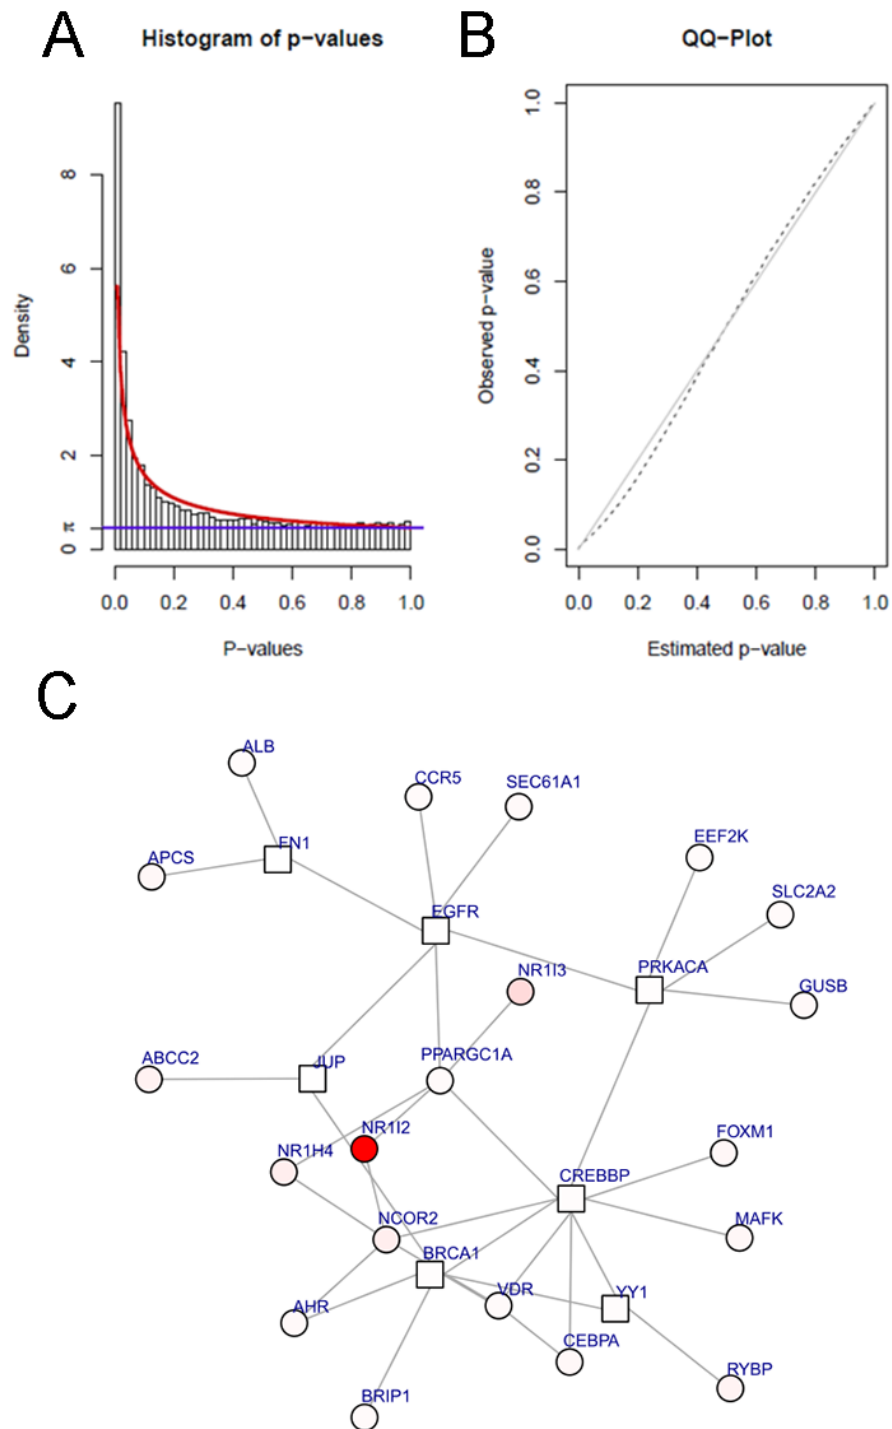 A
Histogram of p−values
B
QQ−Plot
Density
8
6
4
2
π
0
0.0 0.2 0.4 0.6 0.8 1.0
P−values
Observed p−value
1.0
0.8
0.6
0.4
0.2
0.0
0.0 0.2 0.4 0.6 0.8 1.0
Estimated p−value
C
ALB
CCR5
SEC61A1
FN1
EEF2K
APCS
SLC2A2
EGFR
NR1I3
PRKACA
GUSB
ABCC2
JUP
PPARGC1A
NR1I2
FOXM1
NR1H4
CREBBP
NCOR2
MAFK
BRCA1
AHR
VDR
YY1
CEBPA
RYBP
BRIP1